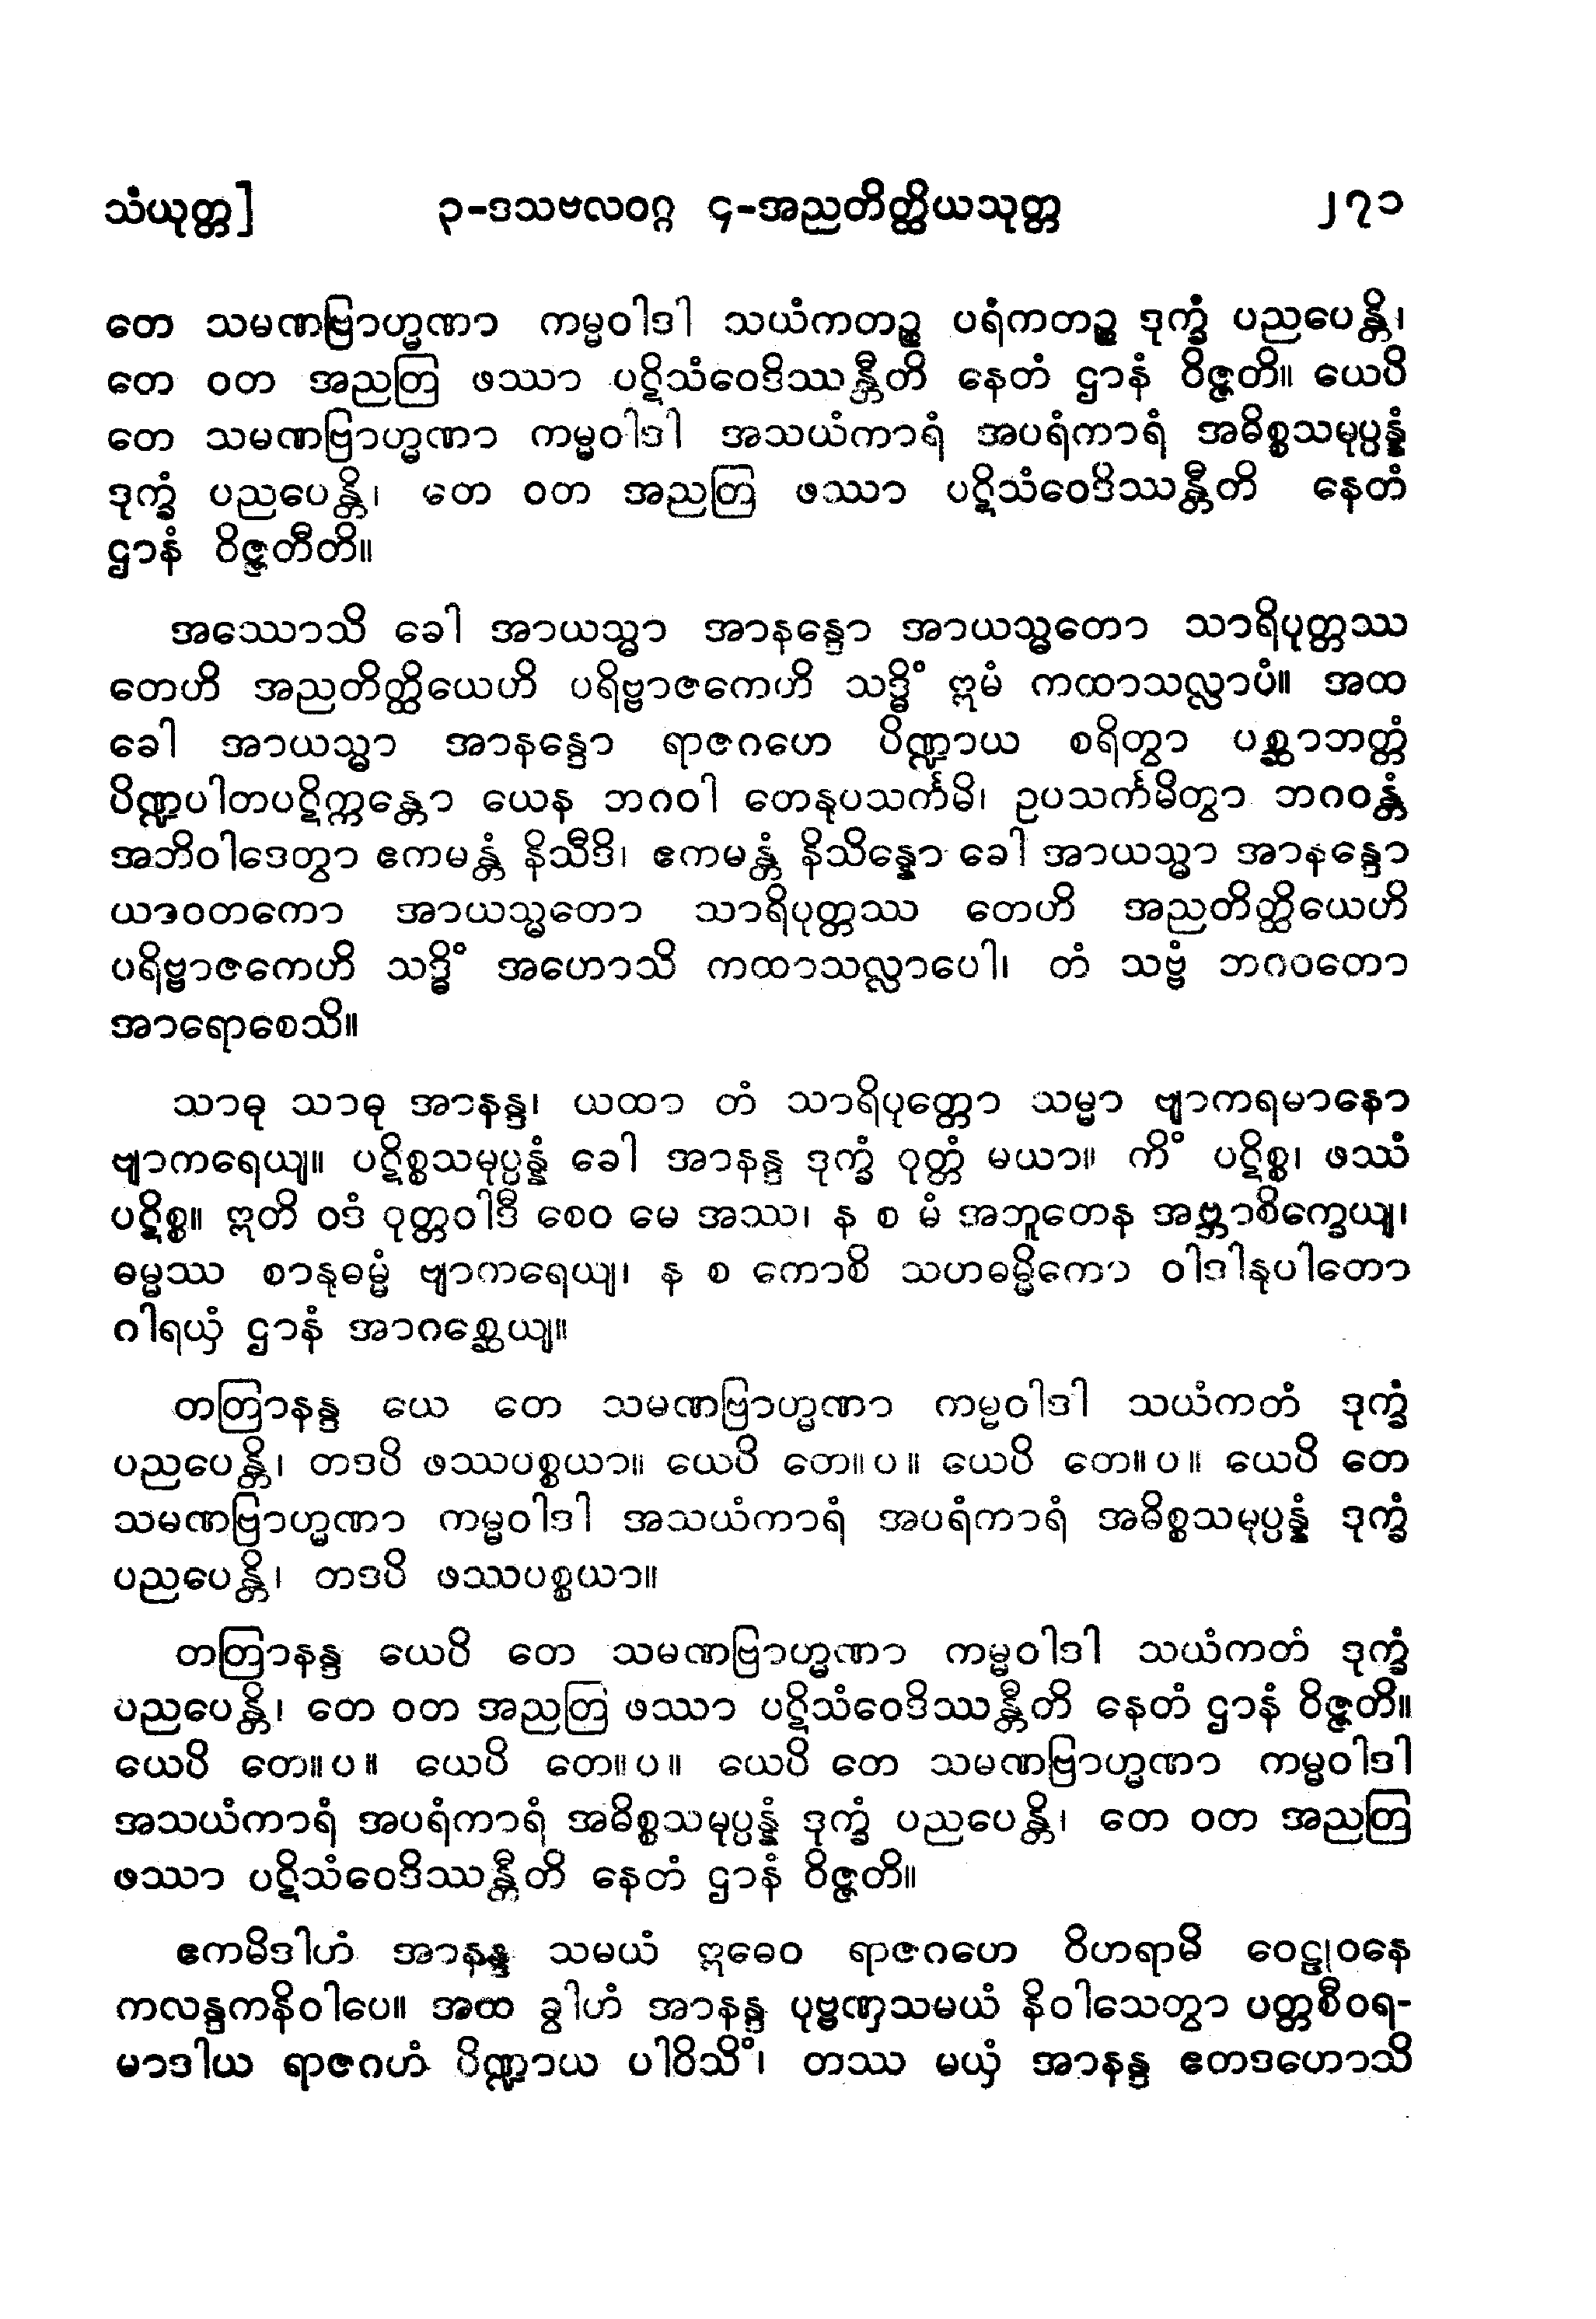 သံယုတ္တ] ၃-ဒသဗလဝဂ္ဂ ၄-အညတိတ္ထိယသုတ္တ ၂၇၁
တေ သမဏဗြာဟ္မဏာ ကမ္မဝါဒါ သယံကတဉ္စ ပရံကတဉ္စ ဒုက္ခံ ပညပေန္တိ၊
တေ ဝတ အညတြ ဖဿာ ပဋိသံဝေဒိဿန္တီတိ နေတံ ဌာနံ ဝိဇ္ဇတိ။ ယေပိ
တေ သမဏဗြာဟ္မဏာ ကမ္မဝါဒါ အသယံကာရံ အပရံကာရံ အဓိစ္စသမုပ္ပန္နံ
ဒုက္ခံ ပညပေန္တိ၊ တေ ဝတ အညတြ ဖဿာ ပဋိသံဝေဒိဿန္တီတိ နေတံ
ဌာနံ ဝိဇ္ဇတီတိ။
အဿောသိ ခေါ အာယသ္မာ အာနန္ဒော အာယသ္မတော သာရိပုတ္တဿ
တေဟိ အညတိတ္ထိယေဟိ ပရိဗ္ဗာဇကေဟိ သဒ္ဓိံ ဣမံ ကထာသလ္လာပံ။ အထ
ခေါ အာယသ္မာ အာနန္ဒော ရာဇဂဟေ ပိဏ္ဍာယ စရိတွာ ပစ္ဆာဘတ္တံ
ပိဏ္ဍပါတပဋိက္ကန္တော ယေန ဘဂဝါ တေနုပသင်္ကမိ၊ ဥပသင်္ကမိတွာ ဘဂဝန္တံ
အဘိဝါဒေတွာ ဧကမန္တံ နိသီဒိ၊ ဧကမန္တံ နိသိန္နော ခေါ အာယသ္မာ အာနန္ဒော
ယာဝတကော အာယသ္မတော သာရိပုတ္တဿ တေဟိ အညတိတ္ထိယေဟိ
ပရိဗ္ဗာဇကေဟိ သဒ္ဓိံ အဟောသိ ကထာသလ္လာပေါ၊ တံ သဗ္ဗံ ဘဂဝတော
အာရောစေသိ။
သာဓု သာဓု အာနန္ဒ၊ ယထာ တံ သာရိပုတ္တော သမ္မာ ဗျာကရမာနော
ဗျာကရေယျ။ ပဋိစ္စသမုပ္ပန္နံ ခေါ အာနန္ဒ ဒုက္ခံ ဝုတ္တံ မယာ။ ကိံ ပဋိစ္စ၊ ဖဿံ
ပဋိစ္စ။ ဣတိ ဝဒံ ဝုတ္တဝါဒီ စေဝ မေ အဿ၊ န စ မံ အဘူတေန အဗ္ဘာစိက္ခေယျ၊
ဓမ္မဿ စာနုဓမ္မံ ဗျာကရေယျ၊ န စ ကောစိ သဟဓမ္မိကော ဝါဒါနုပါတော
ဂါရယှံ ဌာနံ အာဂစ္ဆေယျ။
တတြာနန္ဒ ယေ တေ သမဏဗြာဟ္မဏာ ကမ္မဝါဒါ သယံကတံ ဒုက္ခံ
ပညပေန္တိ၊ တဒပိ ဖဿပစ္စယာ။ ယေပိ တေ။ပ။ ယေပိ တေ။ပ။ ယေပိ တေ
သမဏဗြာဟ္မဏာ ကမ္မဝါဒါ အသယံကာရံ အပရံကာရံ အဓိစ္စသမုပ္ပန္နံ ဒုက္ခံ
ပညပေန္တိ၊ တဒပိ ဖဿပစ္စယာ။
တတြာနန္ဒ ယေပိ တေ သမဏဗြာဟ္မဏာ ကမ္မဝါဒါ သယံကတံ ဒုက္ခံ
ပညပေန္တိ၊ တေ ဝတ အညတြ ဖဿာ ပဋိသံဝေဒိဿန္တီတိ နေတံ ဌာနံ ဝိဇ္ဇတိ။
ယေပိ တေ။ပ။ ယေပိ တေ။ပ။ ယေပိ တေ သမဏဗြာဟ္မဏာ ကမ္မဝါဒါ
အသယံကာရံ အပရံကာရံ အဓိစ္စသမုပ္ပန္နံ ဒုက္ခံ ပညပေန္တိ၊ တေ ဝတ အညတြ
ဖဿာ ပဋိသံဝေဒိဿန္တီတိ နေတံ ဌာနံ ဝိဇ္ဇတိ။
ဧကမိဒါဟံ အာနန္ဒ သမယံ ဣဓေဝ ရာဇဂဟေ ဝိဟရာမိ ဝေဠုဝနေ
ကလန္ဒကနိဝါပေ။ အထ ခွါဟံ အာနန္ဒ ပုဗ္ဗဏှသမယံ နိဝါသေတွာ ပတ္တစီဝရ-
မာဒါယ ရာဇဂဟံ ပိဏ္ဍာယ ပါဝိသိံ၊ တဿ မယှံ အာနန္ဒ ဧတဒဟောသိ